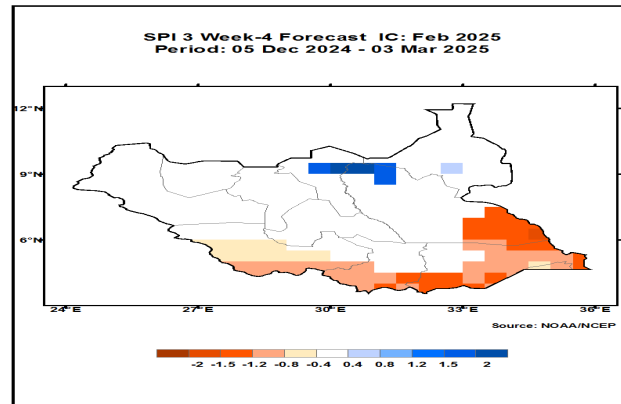 SPI 3 Week-4 Forecast IC: Feb 2025
Period: 05 Dec 2024 - 03 Mar 2025
12°N
9°N
6°N
24°E 27°E 30°E 33°E 36°E
Source: NOAA/NCEP
-2 -1.5 -1.2 -0.8 -0.4 0.4 0.8 1.2 1.5 2